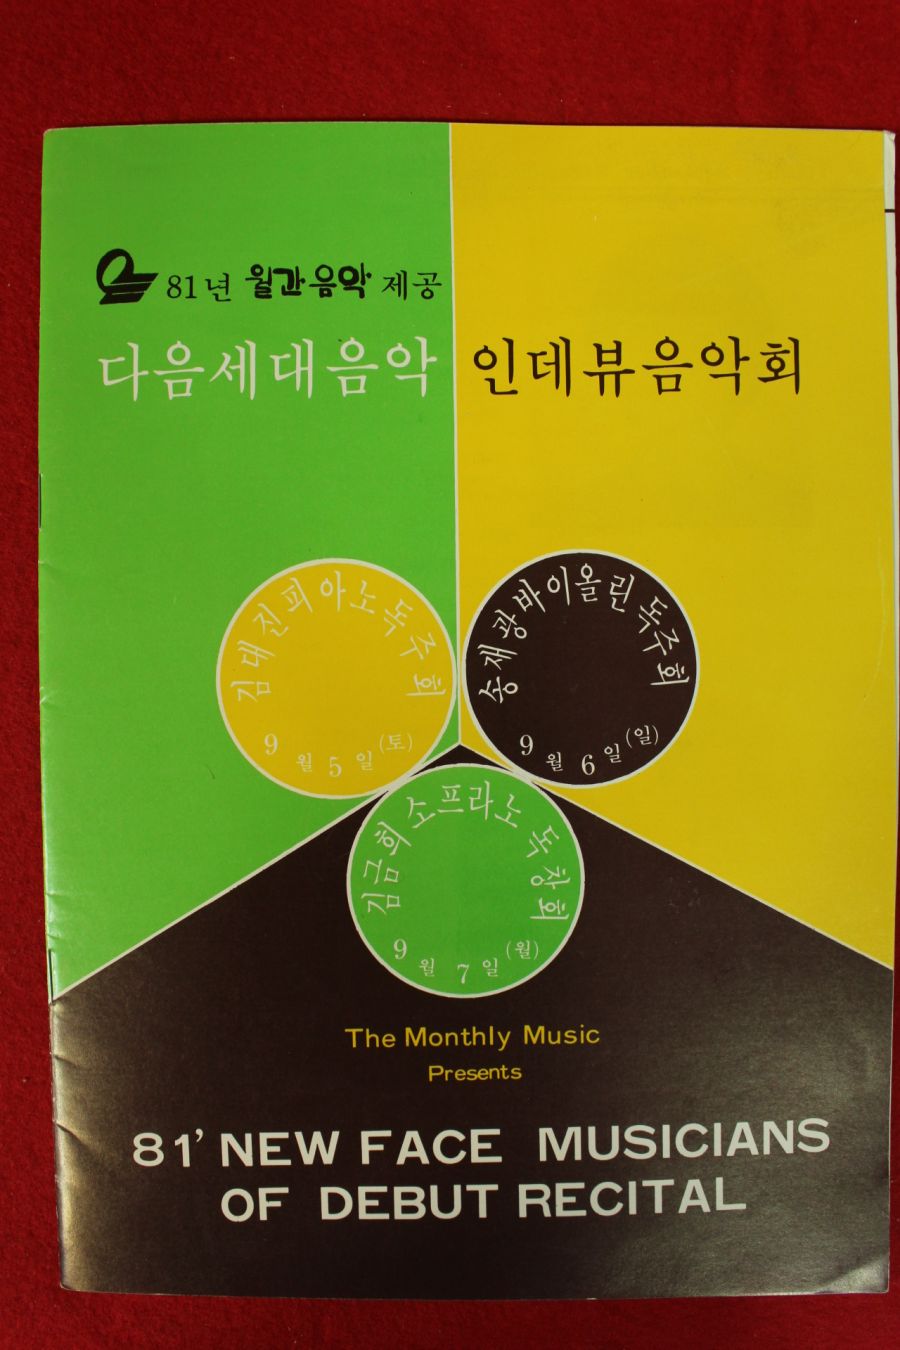 81년 월간음악 제공
다음세대음악인데뷰음악회
김대진피아노독주회
9월 5일(토)
송재광바이올린독주회
9월 6일(일)
김금희소프라노독창회
9월 7일(월)
The Monthly Music
Presents
81' NEW FACE MUSICIANS
OF DEBUT RECITAL